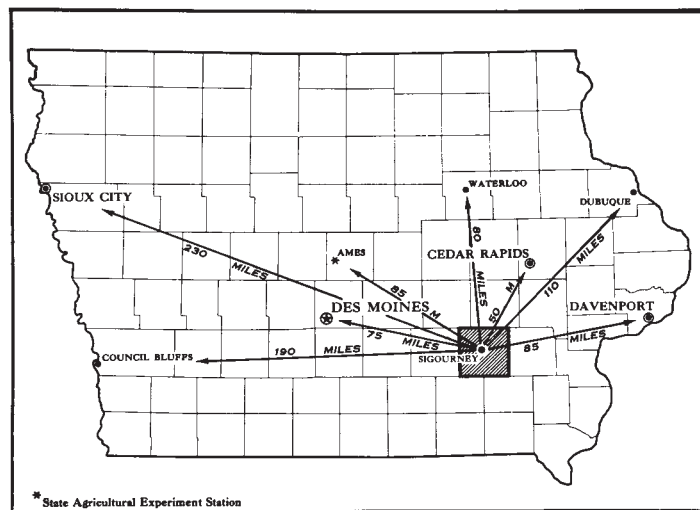 WATERLOO
SIOUX CITY
DUBUQUE
AMES
*
CEDAR RAPIDS
230 MILES
85 M
80 MILES
50 M
110 MILES
DES MOINES
DAVENPORT
75 MILES
85 MILES
COUNCIL BLUFFS
190 MILES
SIGOURNEY
* State Agricultural Experiment Station